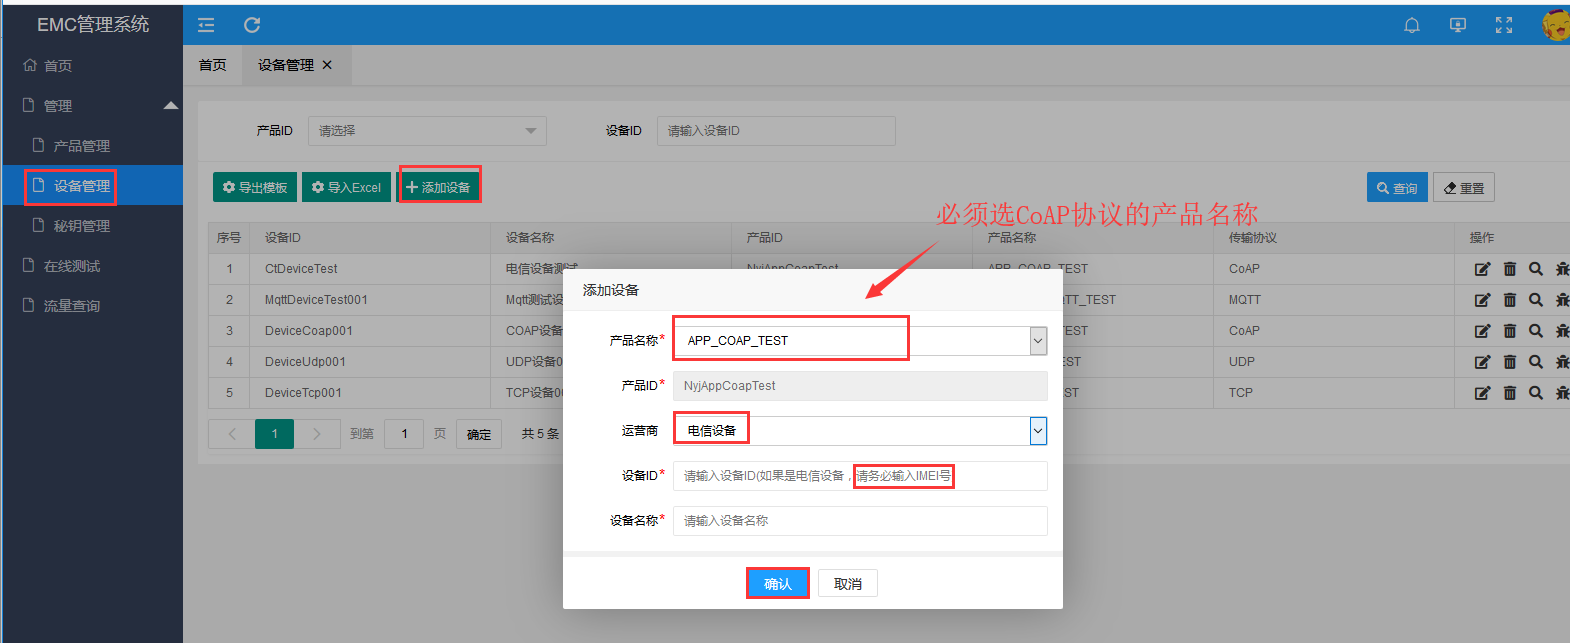 EMC管理系统
首页
管理
产品管理
设备管理
秘钥管理
在线测试
流量查询
首页 设备管理 ×
产品ID 请选择 设备ID 请输入设备ID
导出模板 导入Excel 添加设备 查询 重置
必须选CoAP协议的产品名称
序号 设备ID 设备名称 产品ID 产品名称 传输协议 操作
1 CtDeviceTest 电信设备测试 NyjAppCoapTest APP_COAP_TEST CoAP
2 MqttDeviceTest001 Mqtt测试设 TT_TEST MQTT
3 DeviceCoap001 COAP设备 TEST CoAP
4 DeviceUdp001 UDP设备0 EST UDP
5 DeviceTcp001 TCP设备00 ST TCP
1 到第 1 页 确定 共 5 条
添加设备
产品名称* APP_COAP_TEST
产品ID* NyjAppCoapTest
运营商 电信设备
设备ID* 请输入设备ID(如果是电信设备，请务必输入IMEI号
设备名称* 请输入设备名称
确认 取消